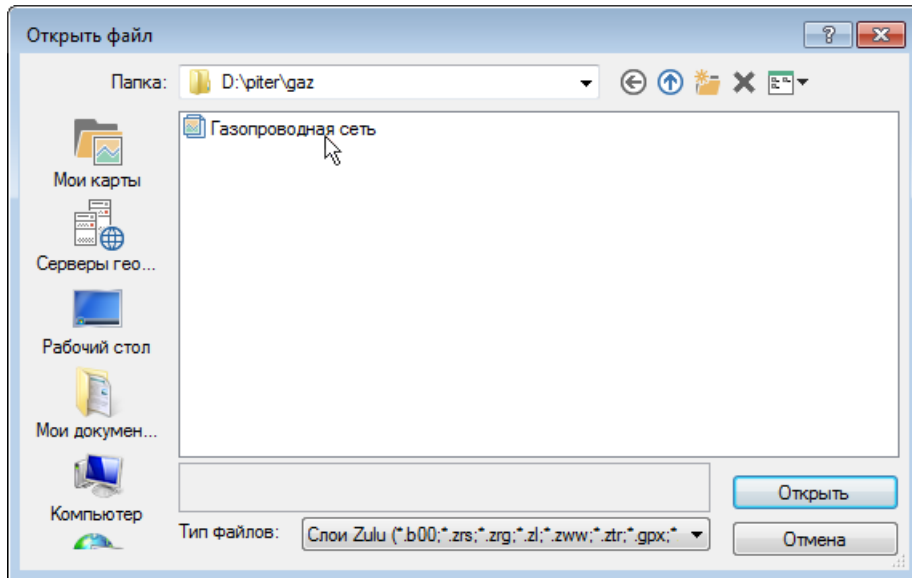 Открыть файл
Папка: D:\piter\gaz
Газопроводная сеть
Мои карты
Серверы гео...
Рабочий стол
Мои докумен...
Компьютер
Открыть
Тип файлов: Слои Zulu (*.b00;*.zrs;*.zrg;*.zl;*.zww;*.ztr;*.gpx;*
Отмена